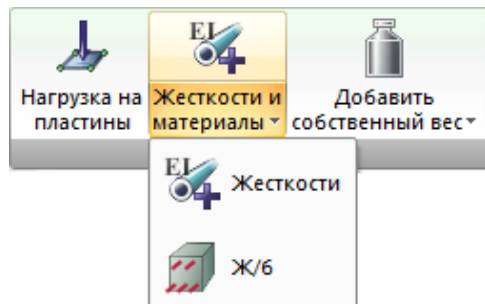 EI
Нагрузка на
пластины
Жесткости и
материалы
Добавить
собственный вес
EI
Жесткости
Ж/б